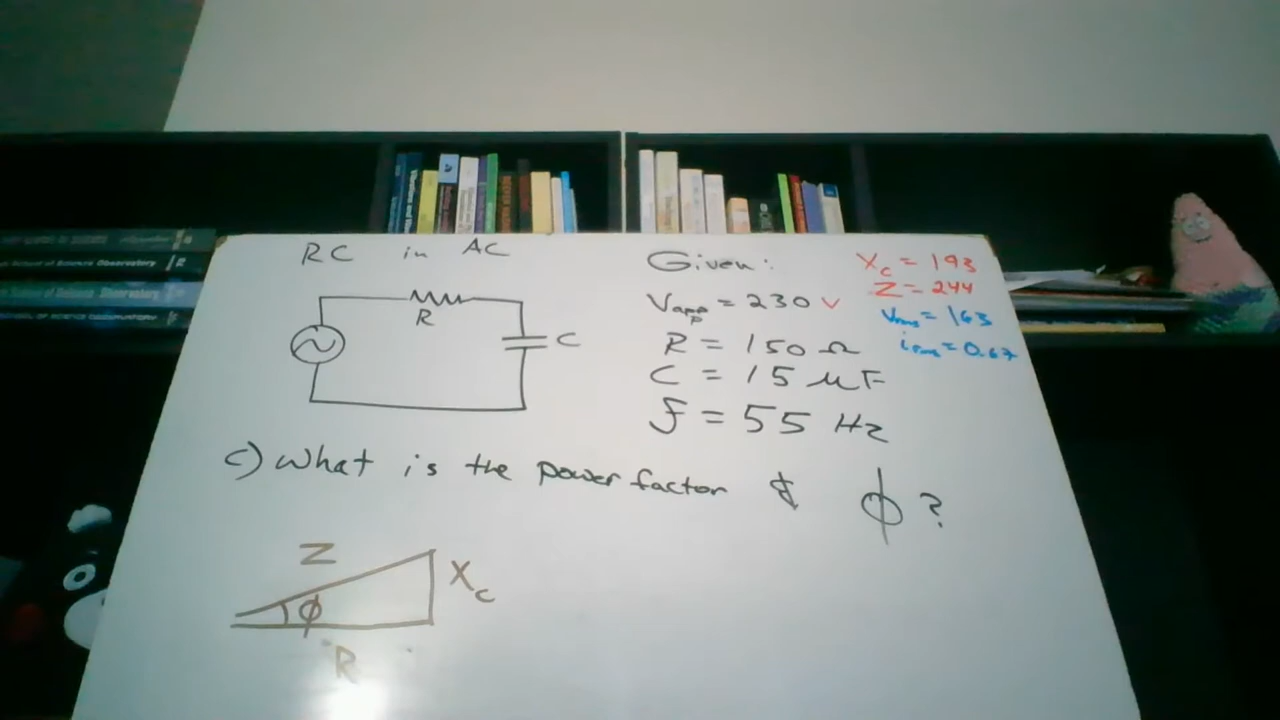 RC in AC
R
C
Given:
Vapp = 230 V
R = 150 Ω
C = 15 μF
f = 55 Hz
Xc = 193
Z = 244
Vrms = 163
irms = 0.67
c) What is the power factor & ϕ?
Z
Xc
ϕ
R